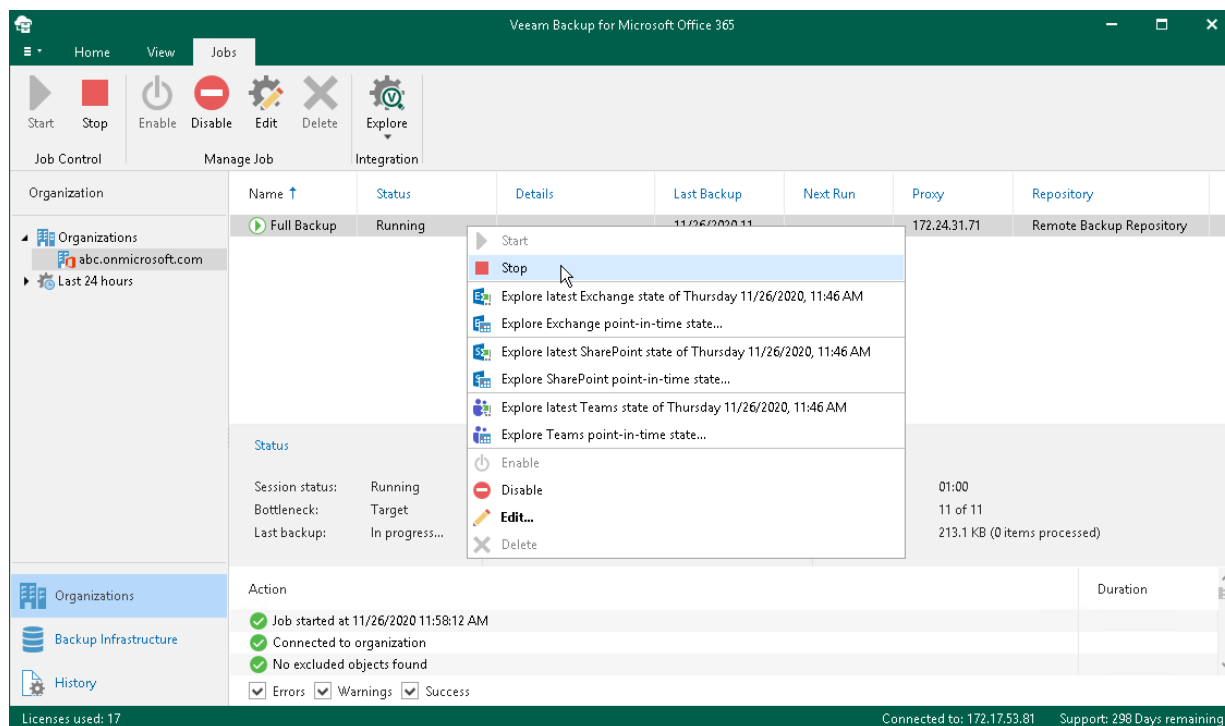 Veeam Backup for Microsoft Office 365
Home View Jobs
Start Stop Enable Disable Edit Delete Explore
Job Control Manage Job Integration
Organization
Organizations
abc.onmicrosoft.com
Last 24 hours
Name Status Details Last Backup Next Run Proxy Repository
Full Backup Running 11/26/2020 11 172.24.31.71 Remote Backup Repository
Start
Stop
Explore latest Exchange state of Thursday 11/26/2020, 11:46 AM
Explore Exchange point-in-time state...
Explore latest SharePoint state of Thursday 11/26/2020, 11:46 AM
Explore SharePoint point-in-time state...
Explore latest Teams state of Thursday 11/26/2020, 11:46 AM
Explore Teams point-in-time state...
Enable
Disable
Edit...
Delete
Status
Session status: Running 01:00
Bottleneck: Target 11 of 11
Last backup: In progress... 213.1 KB (0 items processed)
Organizations
Backup Infrastructure
History
Action Duration
Job started at 11/26/2020 11:58:12 AM
Connected to organization
No excluded objects found
Errors Warnings Success
Licenses used: 17 Connected to: 172.17.53.81 Support: 298 Days remaining